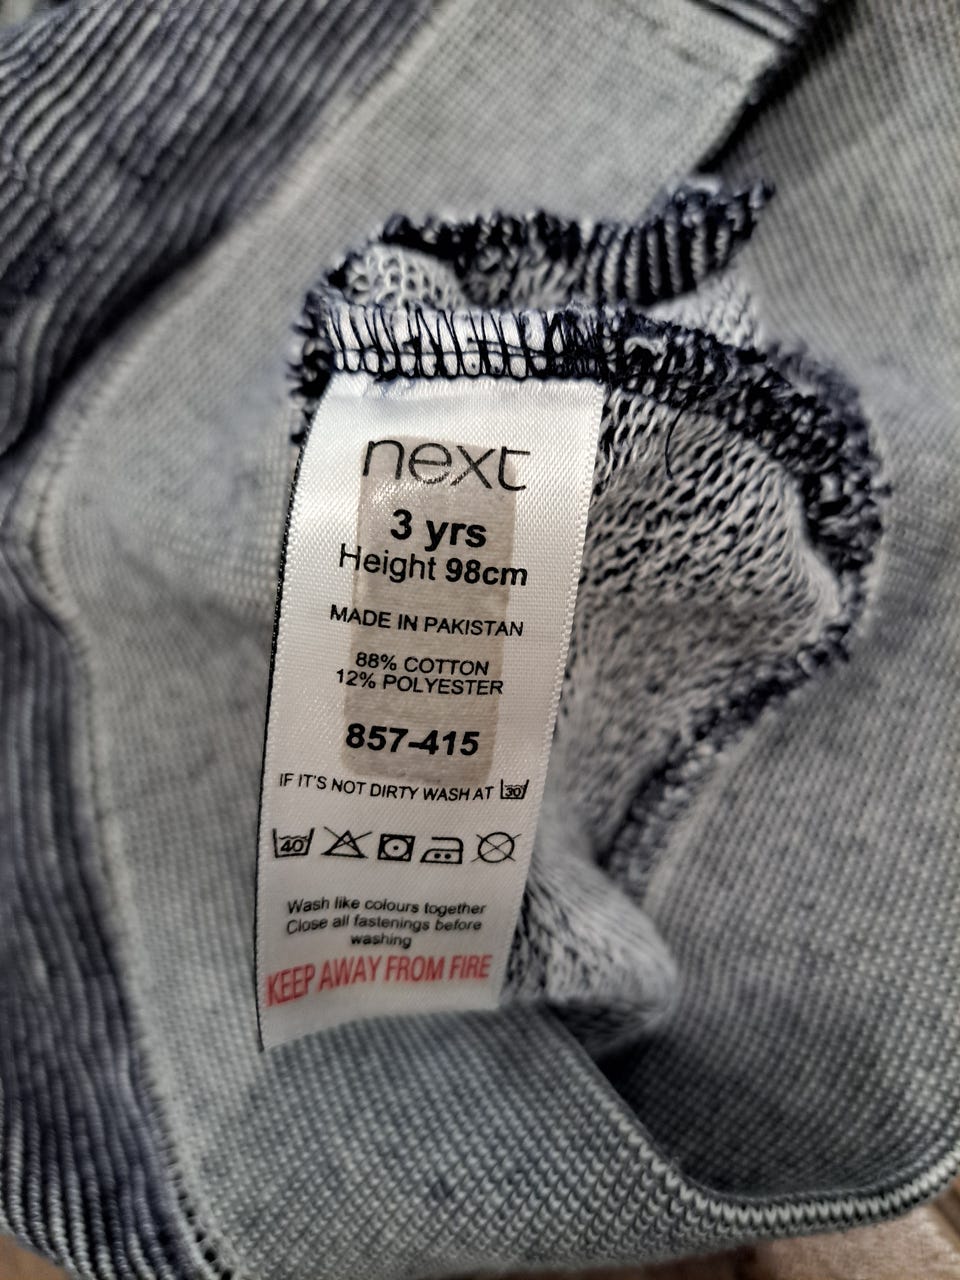 next
3 yrs
Height 98cm
MADE IN PAKISTAN
88% COTTON
12% POLYESTER
857-415
IF IT'S NOT DIRTY WASH AT 30
40
Wash like colours together
Close all fastenings before
washing
KEEP AWAY FROM FIRE